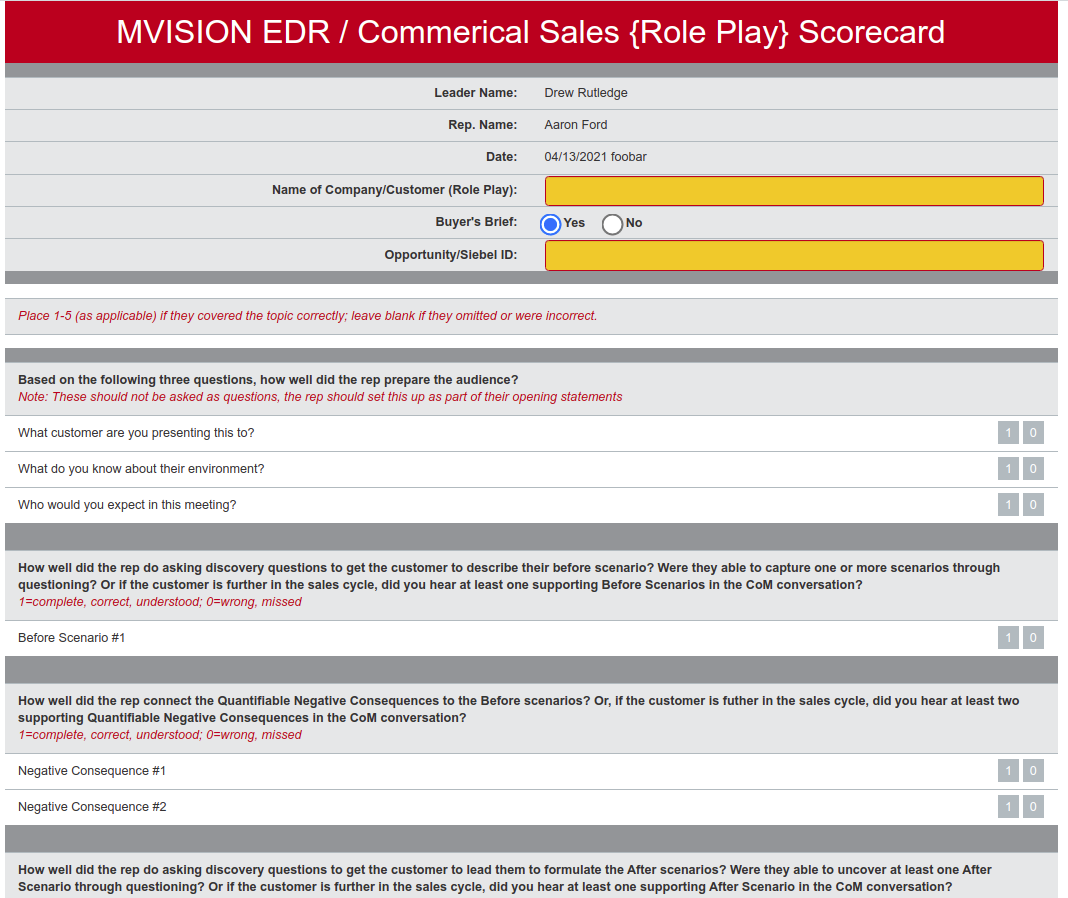 MVISION EDR / Commerical Sales {Role Play} Scorecard
Leader Name: Drew Rutledge
Rep. Name: Aaron Ford
Date: 04/13/2021 foobar
Name of Company/Customer (Role Play):
Buyer's Brief: Yes No
Opportunity/Siebel ID:
Place 1-5 (as applicable) if they covered the topic correctly; leave blank if they omitted or were incorrect.
Based on the following three questions, how well did the rep prepare the audience?
Note: These should not be asked as questions, the rep should set this up as part of their opening statements
What customer are you presenting this to? 1 0
What do you know about their environment? 1 0
Who would you expect in this meeting? 1 0
How well did the rep do asking discovery questions to get the customer to describe their before scenario? Were they able to capture one or more scenarios through
questioning? Or if the customer is further in the sales cycle, did you hear at least one supporting Before Scenarios in the CoM conversation?
1=complete, correct, understood; 0=wrong, missed
Before Scenario #1 1 0
How well did the rep connect the Quantifiable Negative Consequences to the Before scenarios? Or, if the customer is futher in the sales cycle, did you hear at least two
supporting Quantifiable Negative Consequences in the CoM conversation?
1=complete, correct, understood; 0=wrong, missed
Negative Consequence #1 1 0
Negative Consequence #2 1 0
How well did the rep do asking discovery questions to get the customer to lead them to formulate the After scenarios? Were they able to uncover at least one After
Scenario through questioning? Or if the customer is further in the sales cycle, did you hear at least one supporting After Scenario in the CoM conversation?